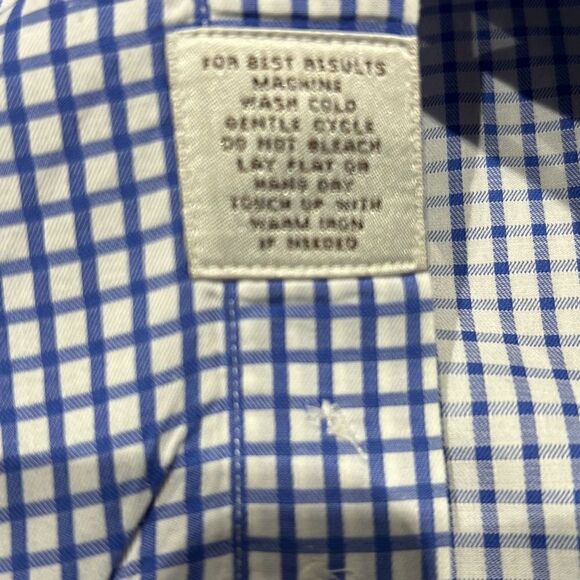 FOR BEST RESULTS
MACHINE
WASH COLD
GENTLE CYCLE
DO NOT BLEACH
LAY FLAT OR
HANG DRY
TOUCH UP WITH
WARM IRON
IF NEEDED